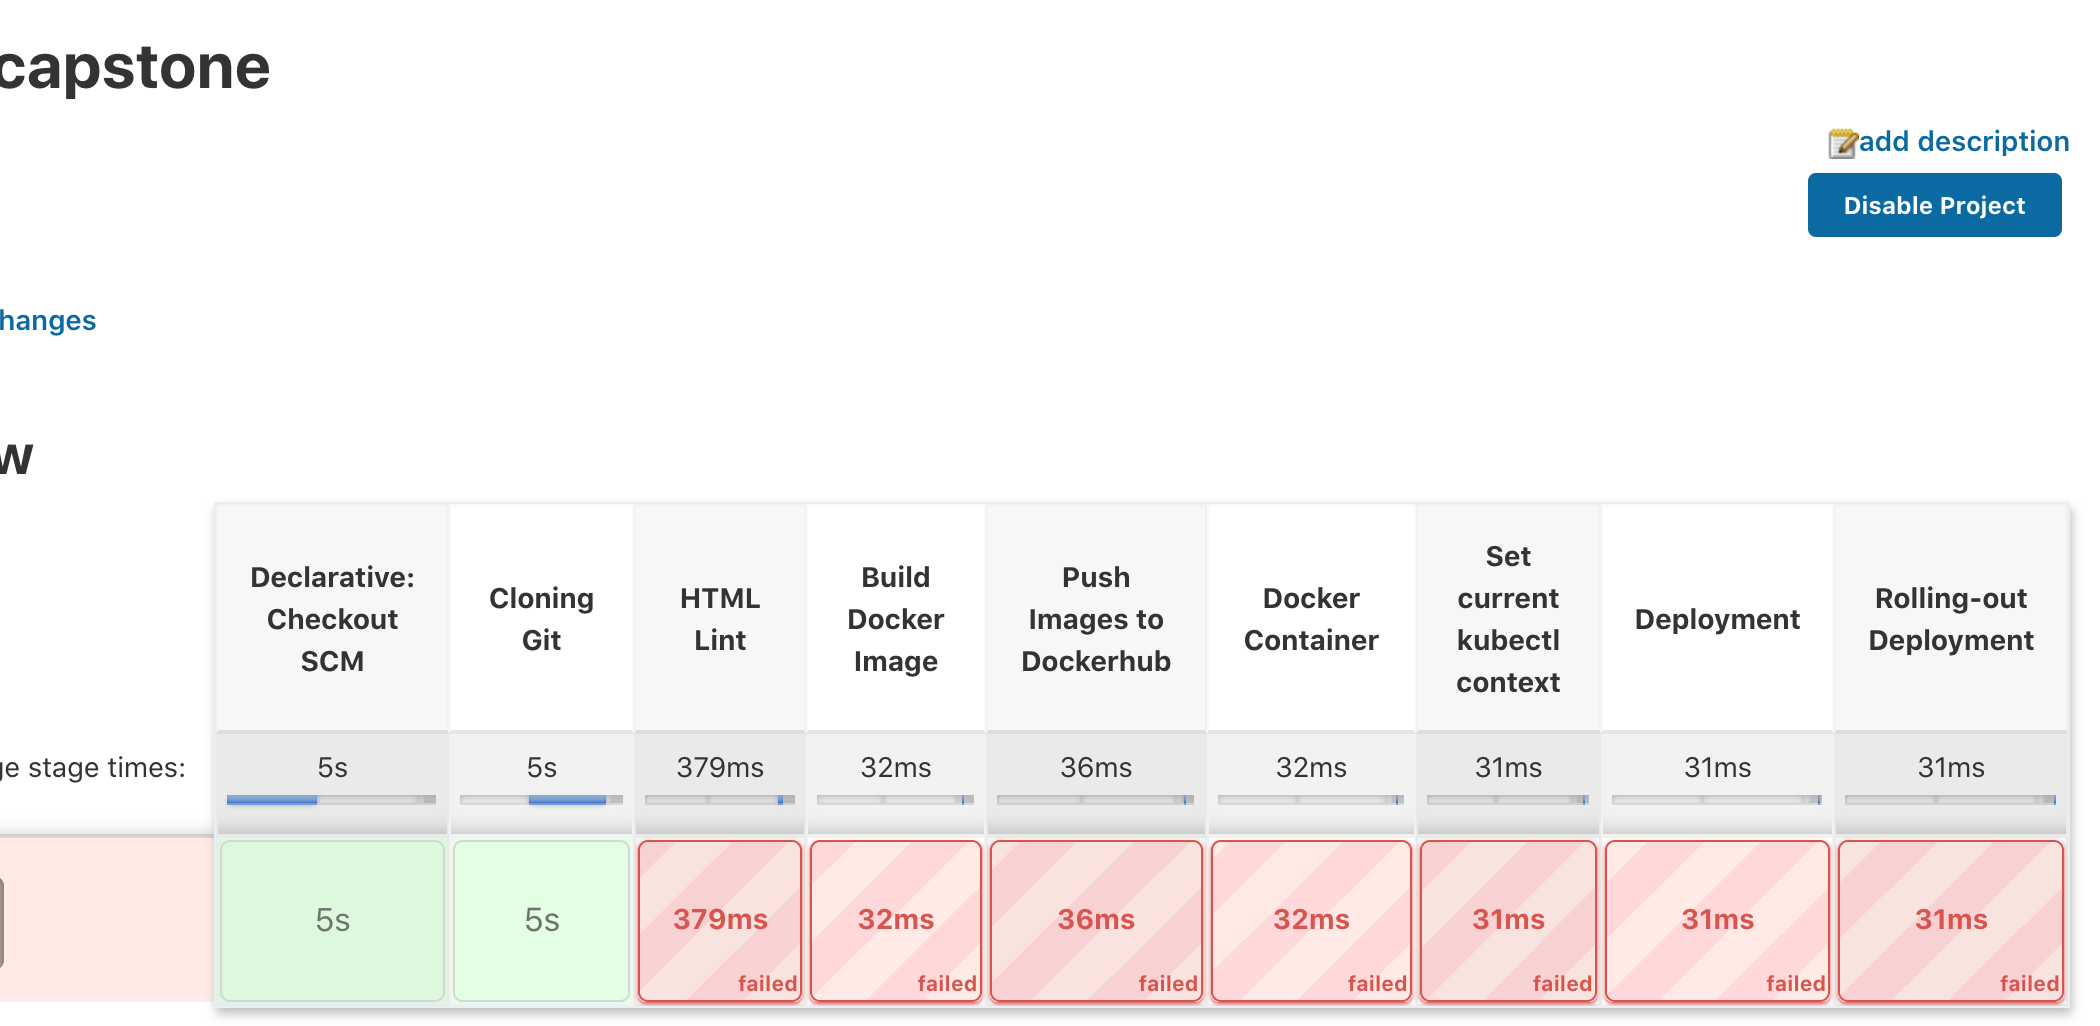 capstone
add description
Disable Project
hanges
w
Declarative:
Checkout
SCM
Cloning
Git
HTML
Lint
Build
Docker
Image
Push
Images to
Dockerhub
Docker
Container
Set
current
kubectl
context
Deployment
Rolling-out
Deployment
ge stage times:
5s
5s
379ms
32ms
36ms
32ms
31ms
31ms
31ms
5s
5s
379ms
failed
32ms
failed
36ms
failed
32ms
failed
31ms
failed
31ms
failed
31ms
failed